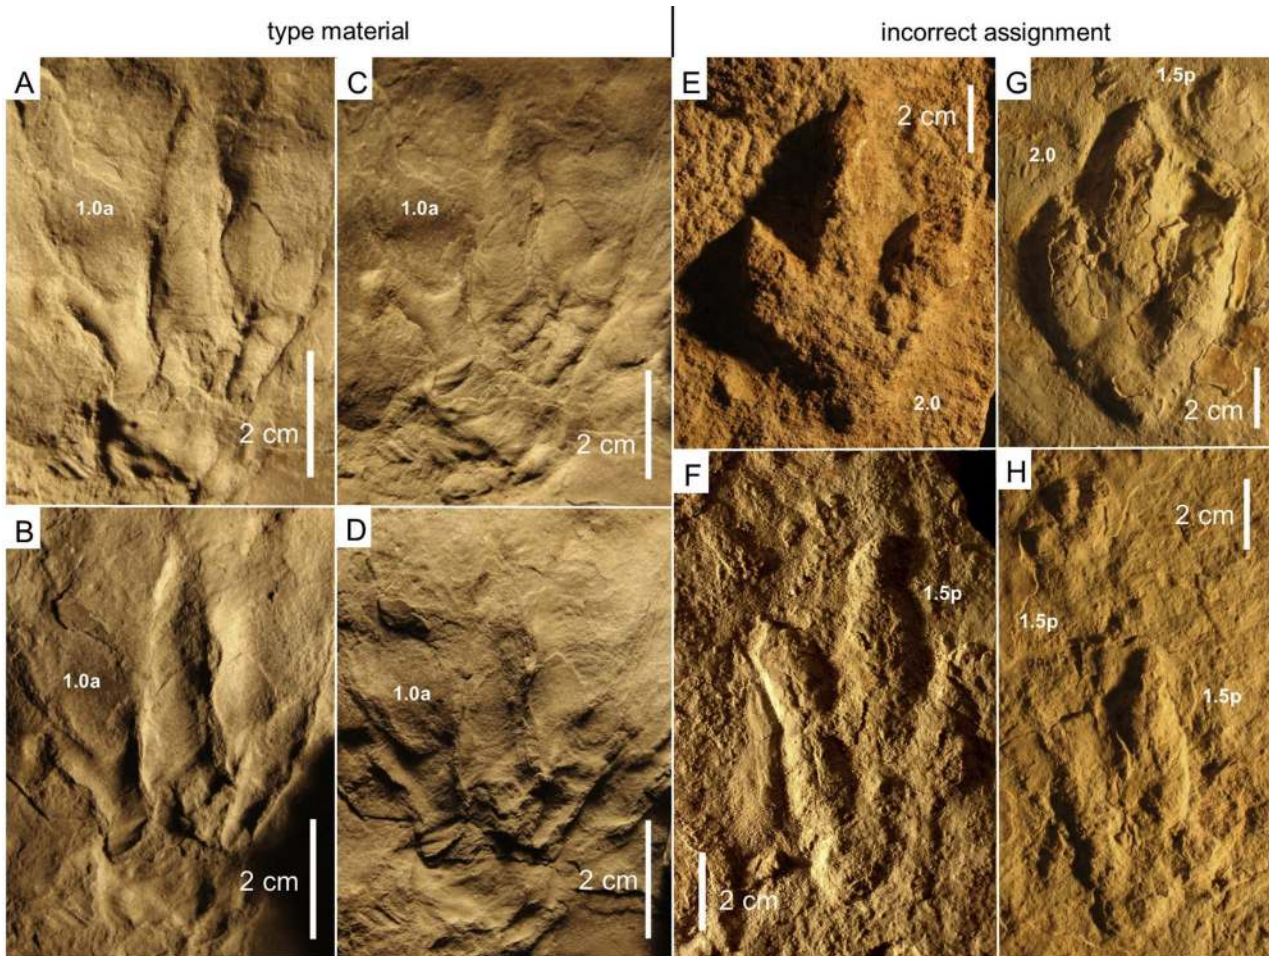 type material
incorrect assignment
A
1.0a
2 cm
C
1.0a
2 cm
E
2 cm
2.0
G
1.5p
2.0
2 cm
B
1.0a
2 cm
D
1.0a
2 cm
F
1.5p
2 cm
H
2 cm
1.5p
1.5p